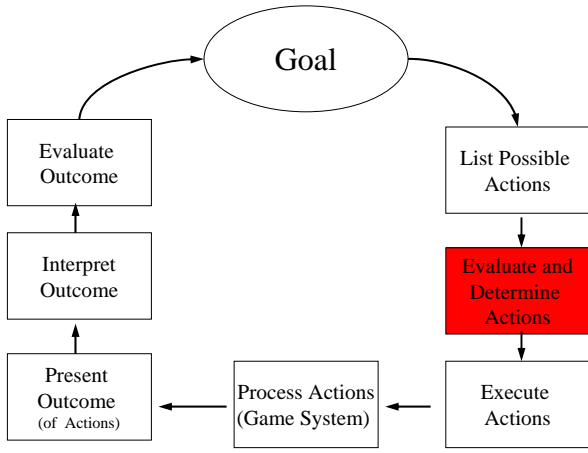 Goal
List Possible
Actions
Evaluate and
Determine
Actions
Execute
Actions
Process Actions
(Game System)
Present
Outcome
(of Actions)
Interpret
Outcome
Evaluate
Outcome